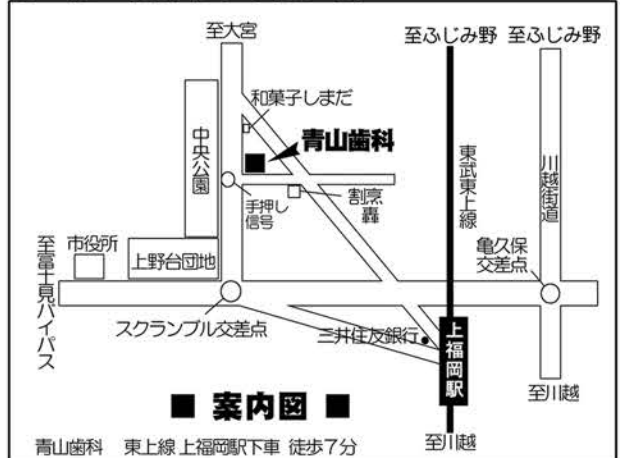 至大宮
至ふじみ野
至ふじみ野
和菓子しまだ
青山歯科
中央公園
東武東上線
川越街道
手押し
信号
割烹
轟
市役所
上野台団地
亀久保
交差点
至富士見バイパス
スクランブル交差点
三井住友銀行
上福岡駅
至川越
■ 案内図 ■
青山歯科 東上線 上福岡駅下車 徒歩7分
至川越